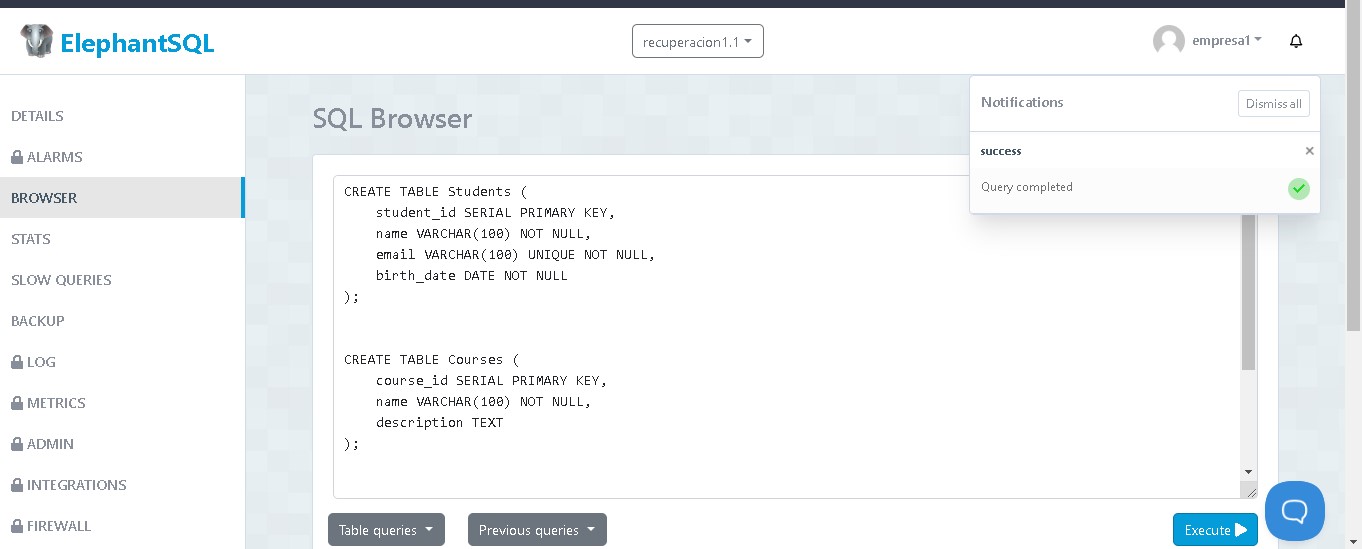 ElephantSQL
recuperacion1.1
empresa1
DETAILS
ALARMS
BROWSER
STATS
SLOW QUERIES
BACKUP
LOG
METRICS
ADMIN
INTEGRATIONS
FIREWALL
SQL Browser
Notifications
Dismiss all
success
×
Query completed
CREATE TABLE Students (
    student_id SERIAL PRIMARY KEY,
    name VARCHAR(100) NOT NULL,
    email VARCHAR(100) UNIQUE NOT NULL,
    birth_date DATE NOT NULL
);
CREATE TABLE Courses (
    course_id SERIAL PRIMARY KEY,
    name VARCHAR(100) NOT NULL,
    description TEXT
);
Table queries
Previous queries
Execute